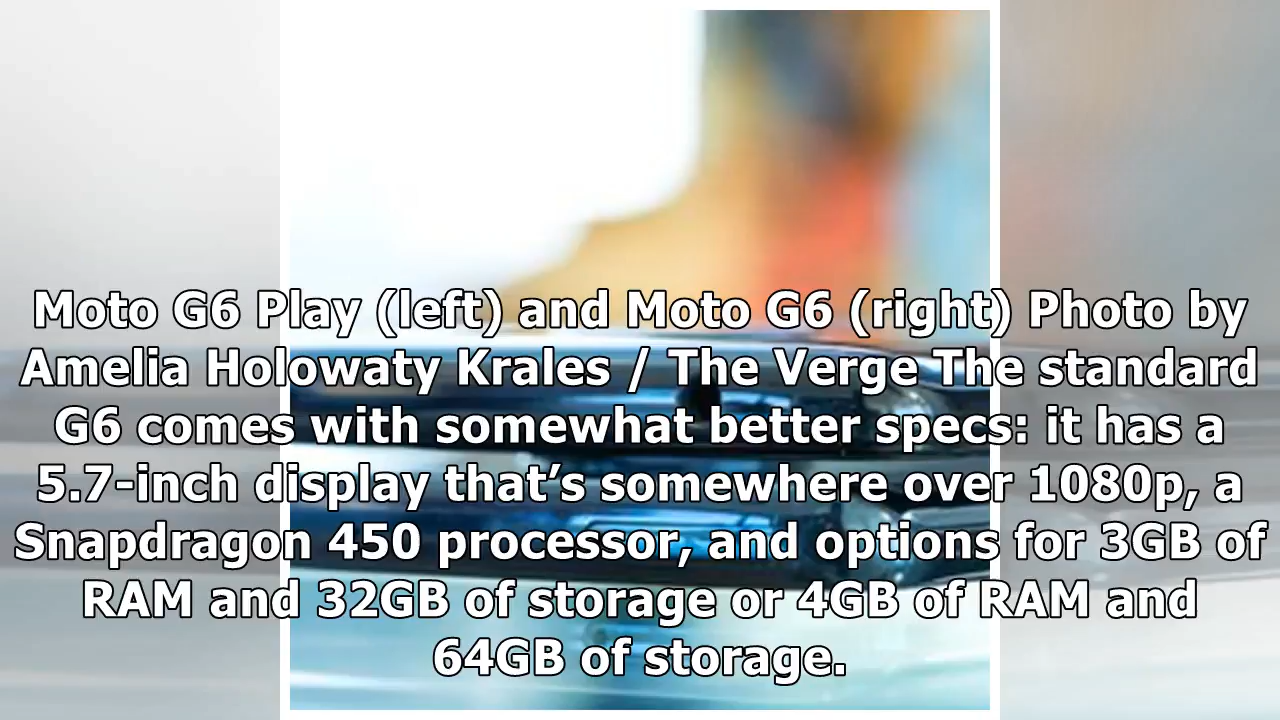 Moto G6 Play (left) and Moto G6 (right) Photo by
Amelia Holowaty Krales / The Verge The standard
G6 comes with somewhat better specs: it has a
5.7-inch display that’s somewhere over 1080p, a
Snapdragon 450 processor, and options for 3GB of
RAM and 32GB of storage or 4GB of RAM and
64GB of storage.